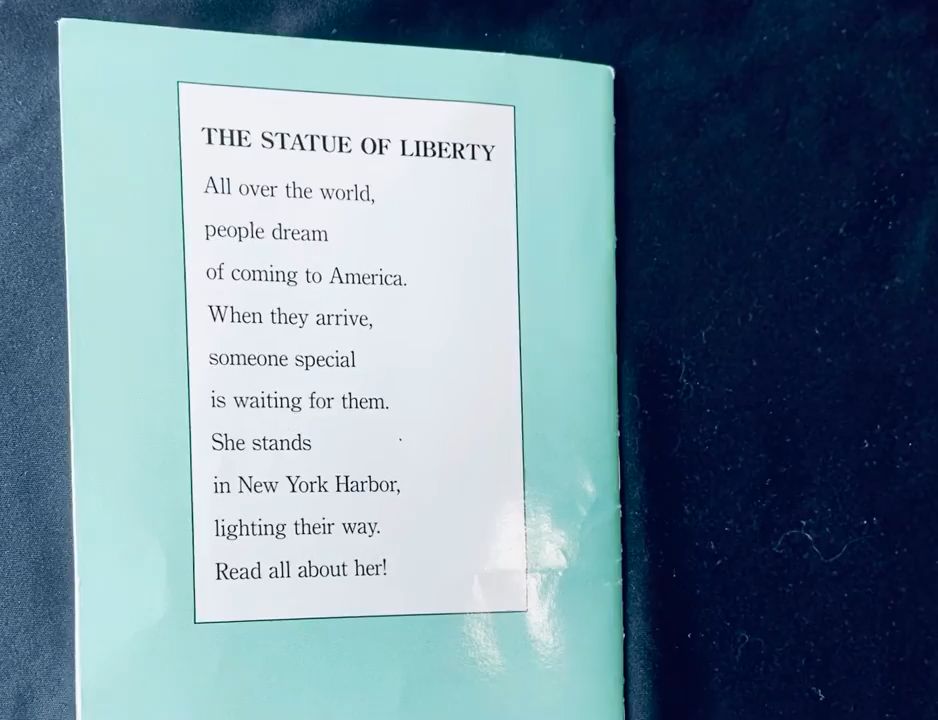 THE STATUE OF LIBERTY
All over the world,
people dream
of coming to America.
When they arrive,
someone special
is waiting for them.
She stands
in New York Harbor,
lighting their way.
Read all about her!